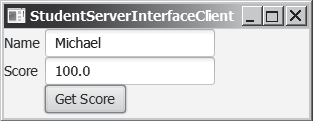 StudentServerInterfaceClient
Name Michael
Score 100.0
Get Score